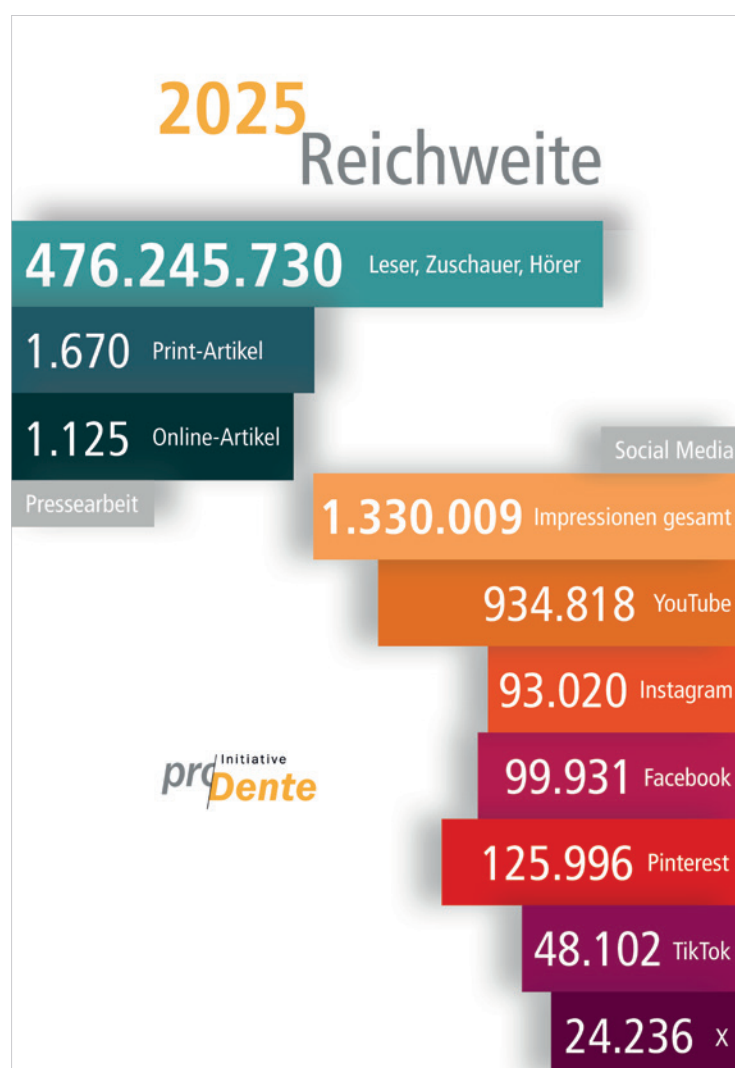 2025
Reichweite
476.245.730 Leser, Zuschauer, Hörer
1.670 Print-Artikel
1.125 Online-Artikel
Pressearbeit
Social Media
1.330.009 Impressionen gesamt
934.818 YouTube
93.020 Instagram
99.931 Facebook
125.996 Pinterest
48.102 TikTok
24.236 X
Initiative
proDente